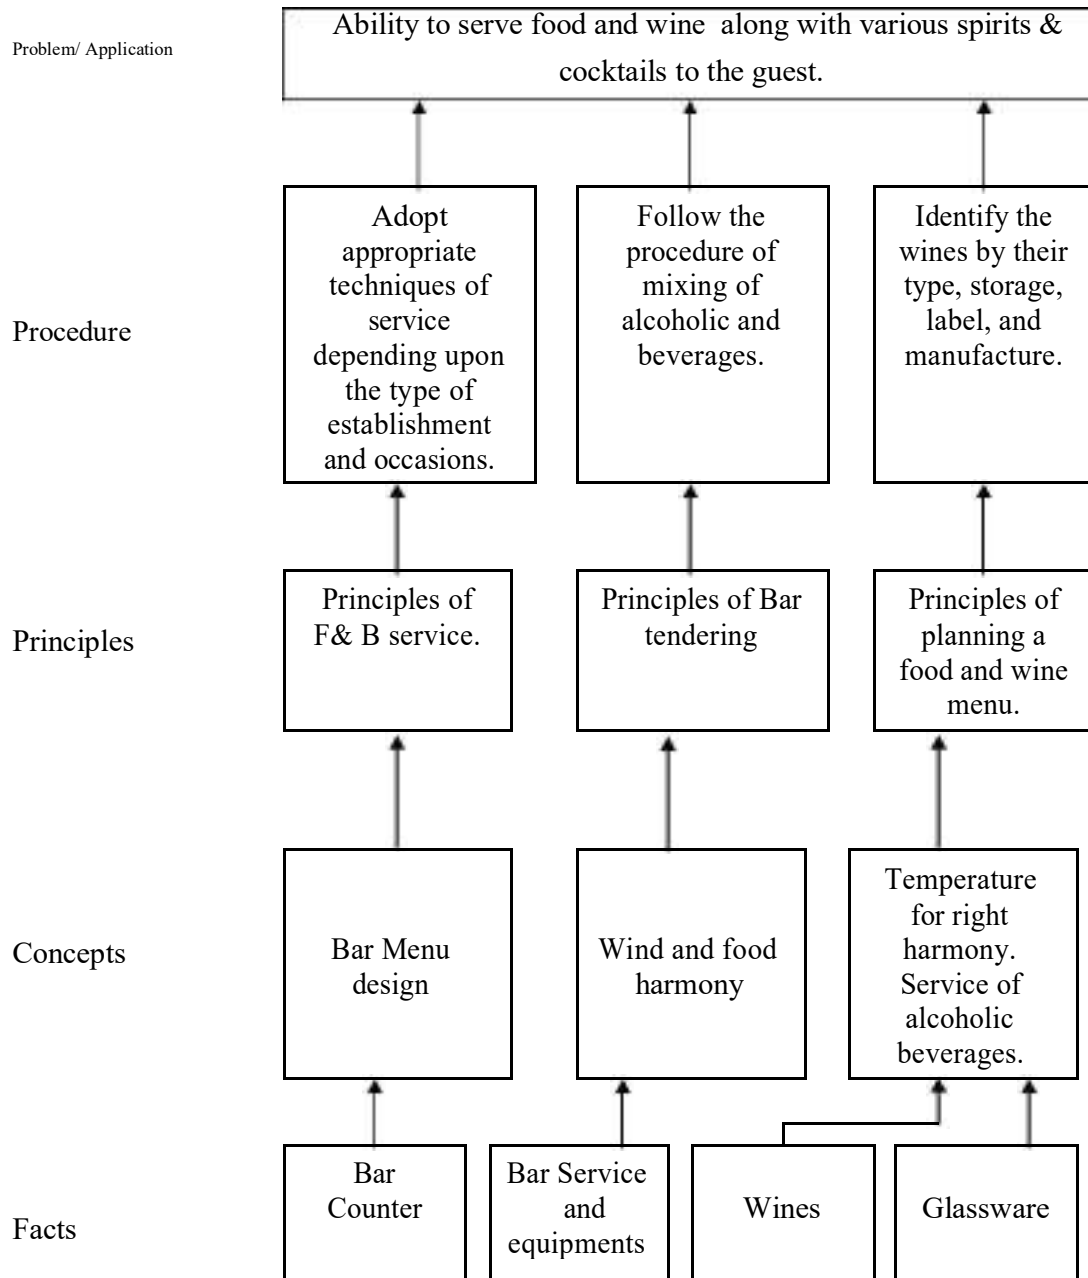 Problem/ Application
Ability to serve food and wine along with various spirits &
cocktails to the guest.
Procedure
Adopt
appropriate
techniques of
service
depending upon
the type of
establishment
and occasions.
Follow the
procedure of
mixing of
alcoholic and
beverages.
Identify the
wines by their
type, storage,
label, and
manufacture.
Principles
Principles of
F& B service.
Principles of Bar
tendering
Principles of
planning a
food and wine
menu.
Concepts
Bar Menu
design
Wind and food
harmony
Temperature
for right
harmony.
Service of
alcoholic
beverages.
Facts
Bar
Counter
Bar Service
and
equipments
Wines
Glassware